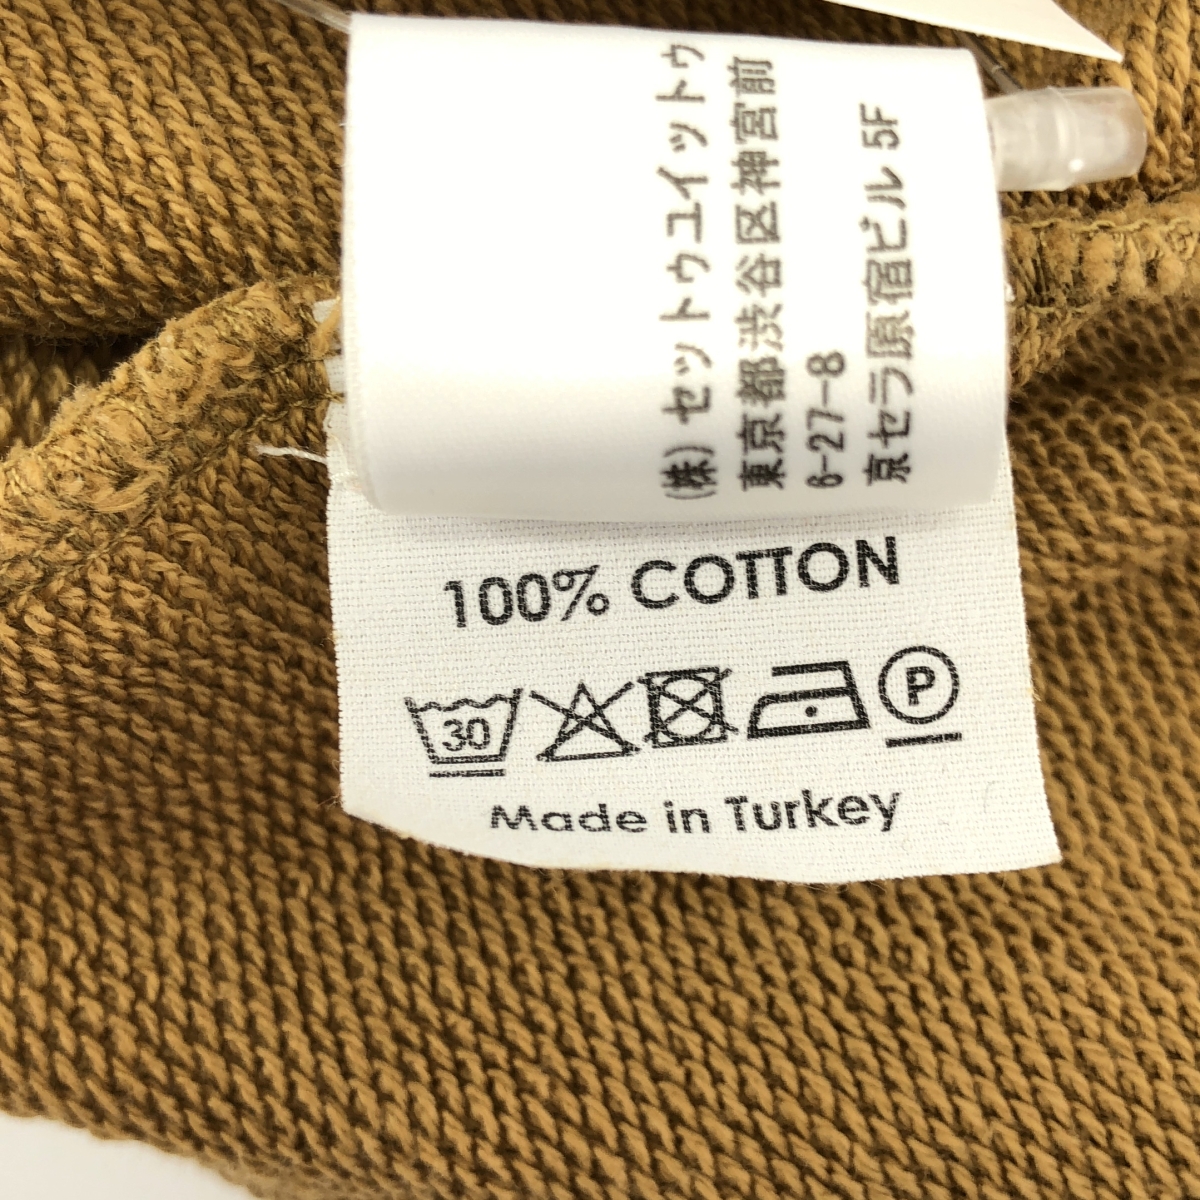 (株)セットウユイットゥ
東京都渋谷区神宮前
6-27-8
京セラ原宿ビル 5F
100% COTTON
30 P
Made in Turkey